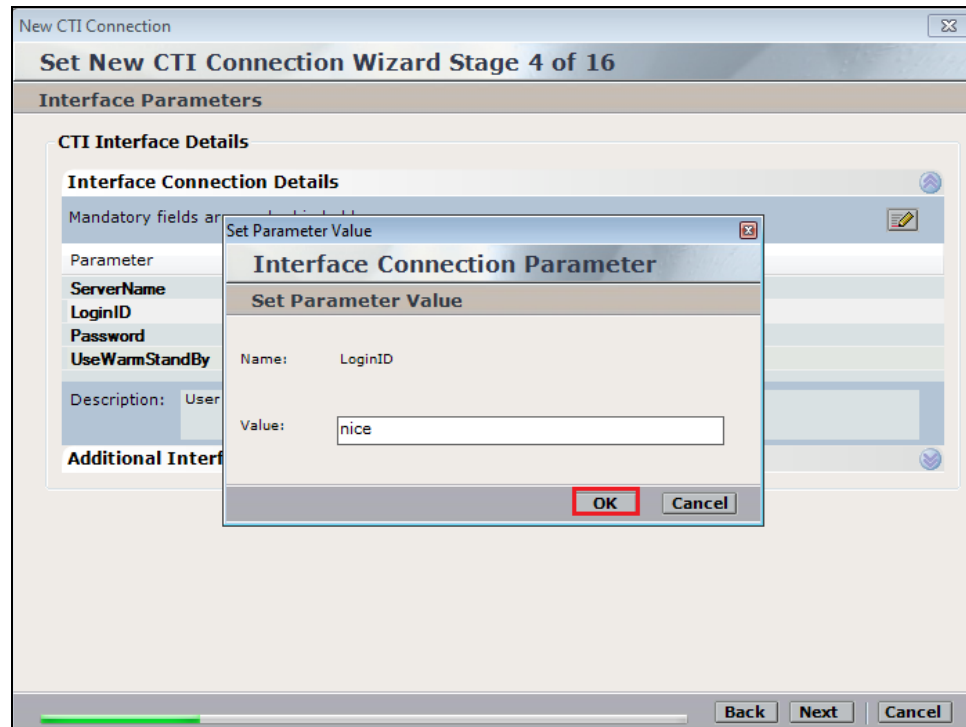 New CTI Connection
Set New CTI Connection Wizard Stage 4 of 16
Interface Parameters
CTI Interface Details
Interface Connection Details
Mandatory fields
Set Parameter Value
Interface Connection Parameter
Set Parameter Value
Parameter
ServerName
LoginID
Password
UseWarmStandBy
Name: LoginID
Description: User
Value: nice
Additional
OK Cancel
Back Next Cancel